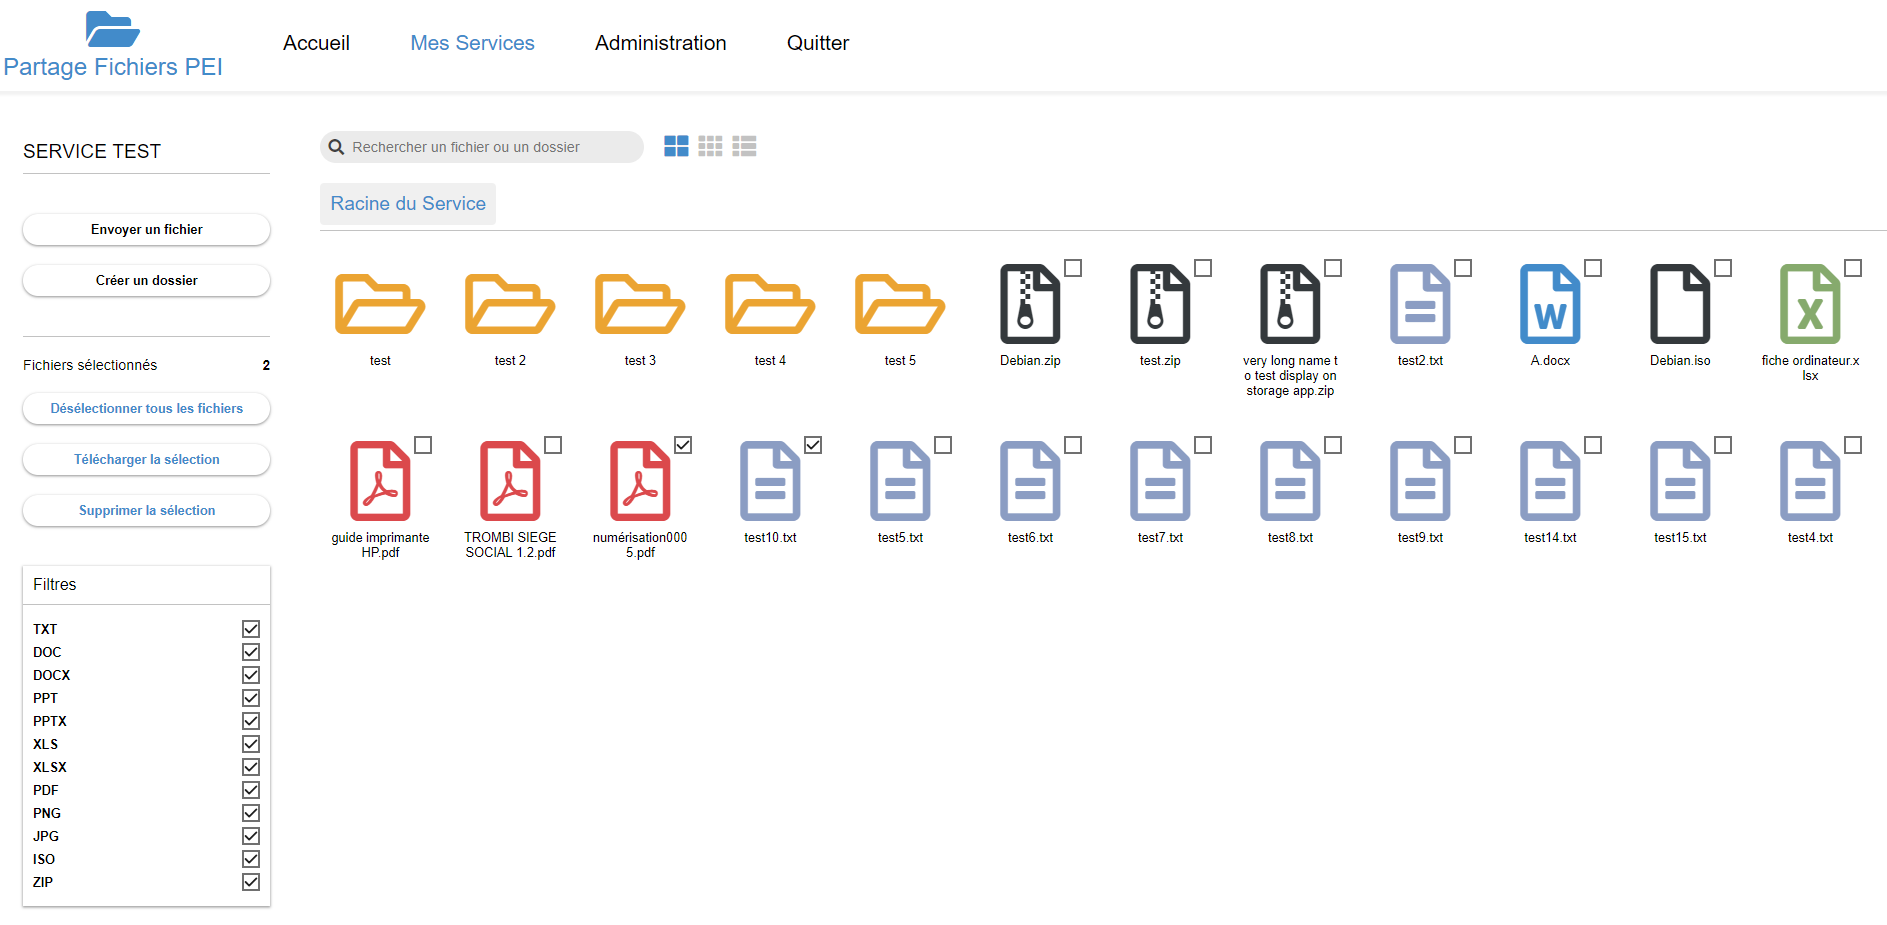 Partage Fichiers PEI
Accueil
Mes Services
Administration
Quitter
SERVICE TEST
Envoyer un fichier
Créer un dossier
Fichiers sélectionnés 2
Désélectionner tous les fichiers
Télécharger la sélection
Supprimer la sélection
Filtres
TXT
DOC
DOCX
PPT
PPTX
XLS
XLSX
PDF
PNG
JPG
ISO
ZIP
Rechercher un fichier ou un dossier
Racine du Service
test
test 2
test 3
test 4
test 5
Debian.zip
test.zip
very long name t
o test display on
storage app.zip
test2.txt
W
A.docx
Debian.iso
X
fiche ordinateur.x
lsx
guide imprimante
HP.pdf
TROMBI SIEGE
SOCIAL 1.2.pdf
numérisation000
5.pdf
test10.txt
test5.txt
test6.txt
test7.txt
test8.txt
test9.txt
test14.txt
test15.txt
test4.txt